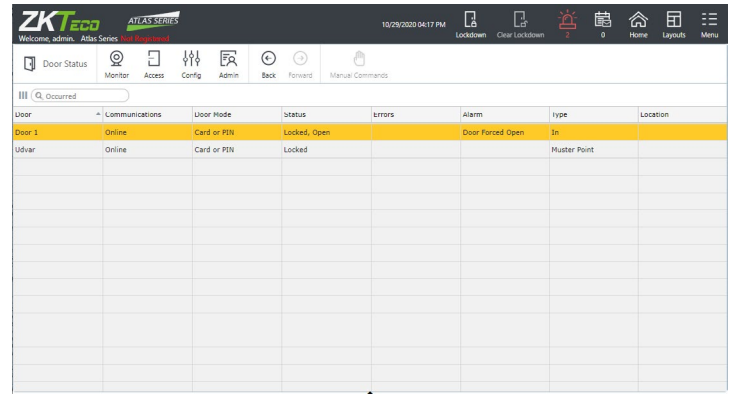 ZKTECO ATLAS SERIES
10/29/2020 04:17 PM
Lockdown Clear Lockdown 2 0 Home Layouts Menu
Welcome, admin. Atlas Series Not Registered
Door Status Monitor Access Config Admin Back Forward Manual Commands
Occurred
Door Communications Door Mode Status Errors Alarm Type Location
Door 1 Online Card or PIN Locked, Open Door Forced Open In
Udvar Online Card or PIN Locked Muster Point